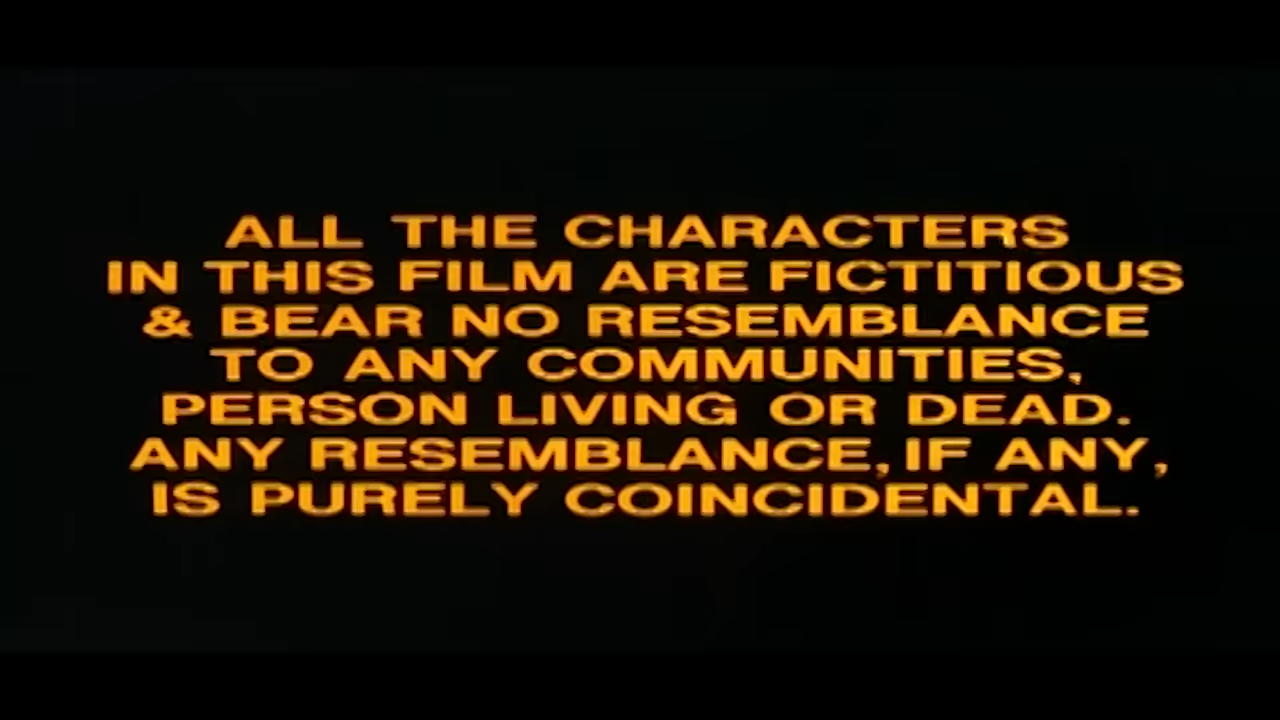 ALL THE CHARACTERS
IN THIS FILM ARE FICTITIOUS
& BEAR NO RESEMBLANCE
TO ANY COMMUNITIES,
PERSON LIVING OR DEAD.
ANY RESEMBLANCE, IF ANY,
IS PURELY COINCIDENTAL.